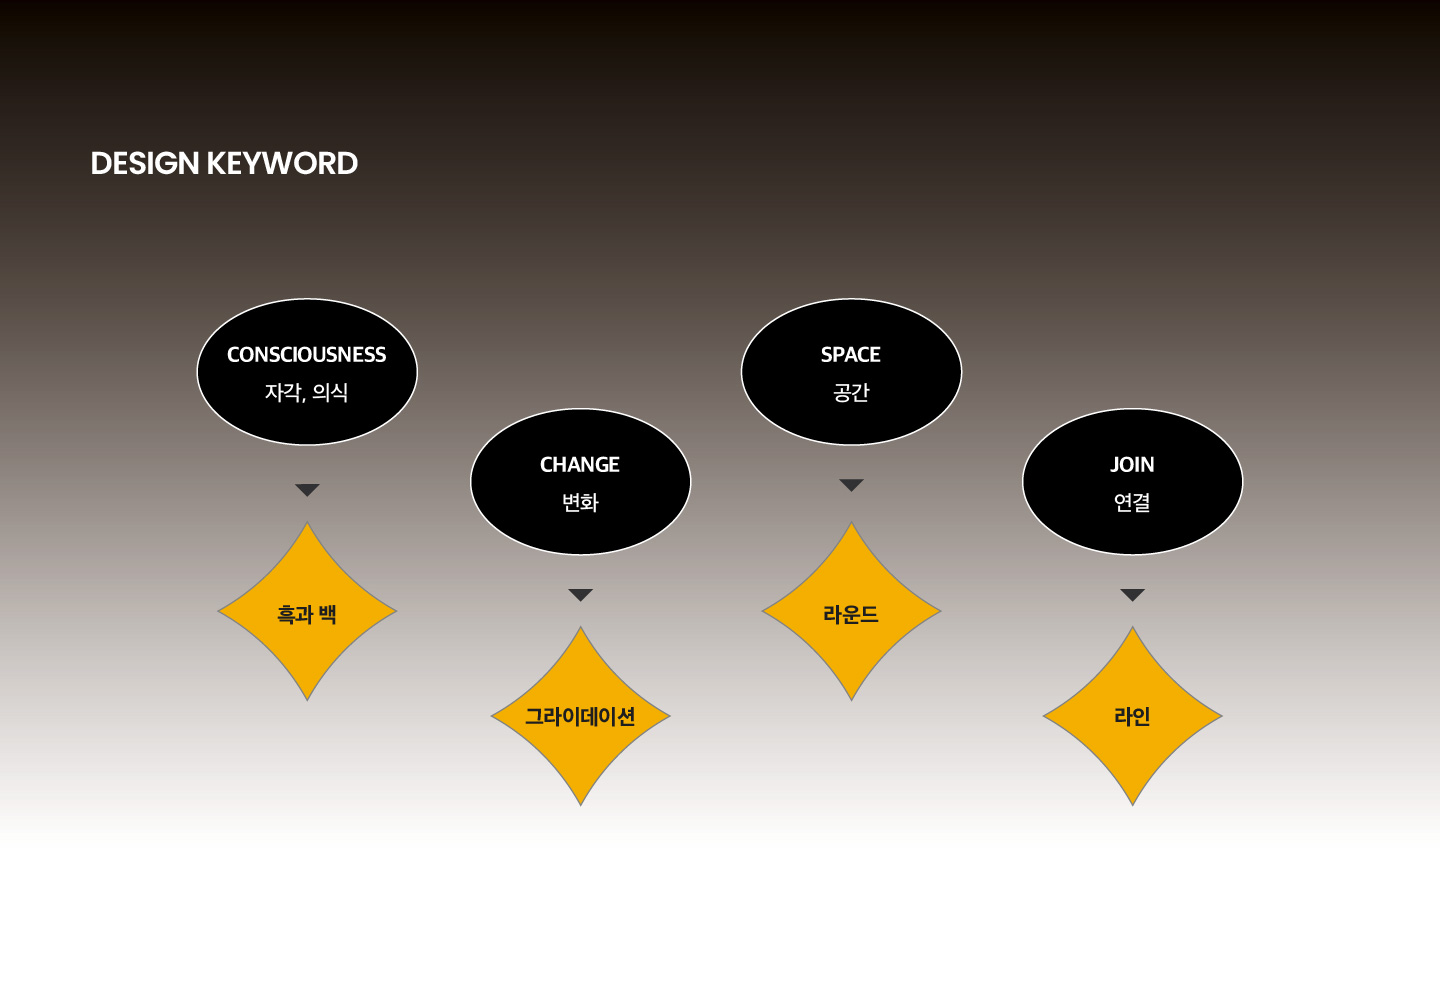 DESIGN KEYWORD
CONSCIOUSNESS
자각, 의식
흑과 백
CHANGE
변화
그라이데이션
SPACE
공간
라운드
JOIN
연결
라인